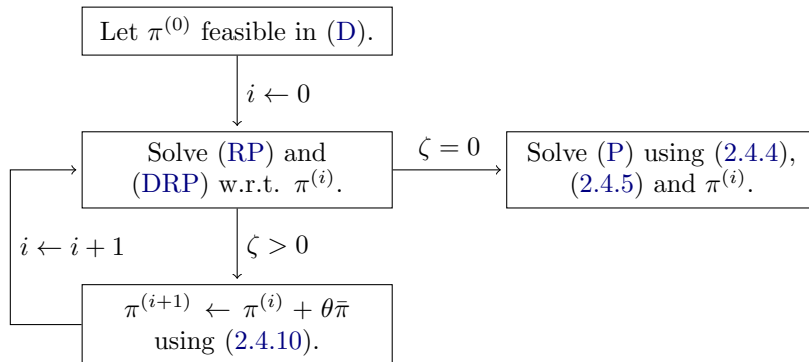 Let π^(0) feasible in (D).
i ← 0
Solve (RP) and
(DRP) w.r.t. π^(i).
ζ = 0
Solve (P) using (2.4.4),
(2.4.5) and π^(i).
i ← i + 1
ζ > 0
π^(i+1) ← π^(i) + θπ̄
using (2.4.10).